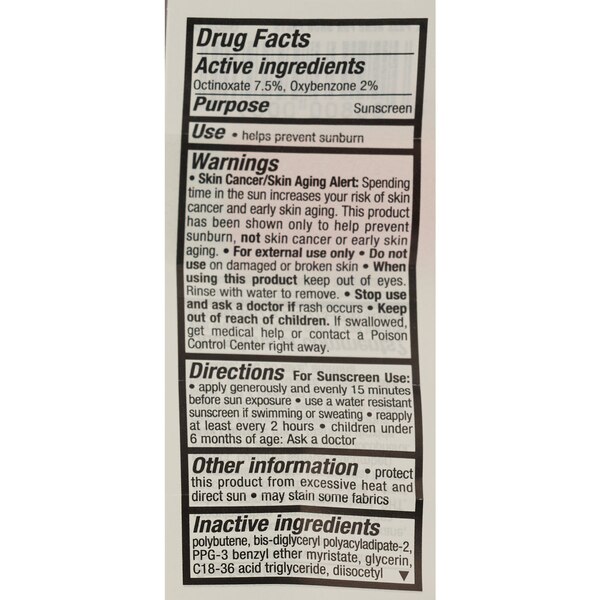 Drug Facts
Active ingredients
Octinoxate 7.5%, Oxybenzone 2%
Purpose Sunscreen
Use • helps prevent sunburn
Warnings
• Skin Cancer/Skin Aging Alert: Spending
time in the sun increases your risk of skin
cancer and early skin aging. This product
has been shown only to help prevent
sunburn, not skin cancer or early skin
aging. • For external use only • Do not
use on damaged or broken skin • When
using this product keep out of eyes.
Rinse with water to remove. • Stop use
and ask a doctor if rash occurs • Keep
out of reach of children. If swallowed,
get medical help or contact a Poison
Control Center right away.
Directions For Sunscreen Use:
• apply generously and evenly 15 minutes
before sun exposure • use a water resistant
sunscreen if swimming or sweating • reapply
at least every 2 hours • children under
6 months of age: Ask a doctor
Other information • protect
this product from excessive heat and
direct sun • may stain some fabrics
Inactive ingredients
polybutene, bis-diglyceryl polyacyladipate-2,
PPG-3 benzyl ether myristate, glycerin,
C18-36 acid triglyceride, diisocetyl ▼